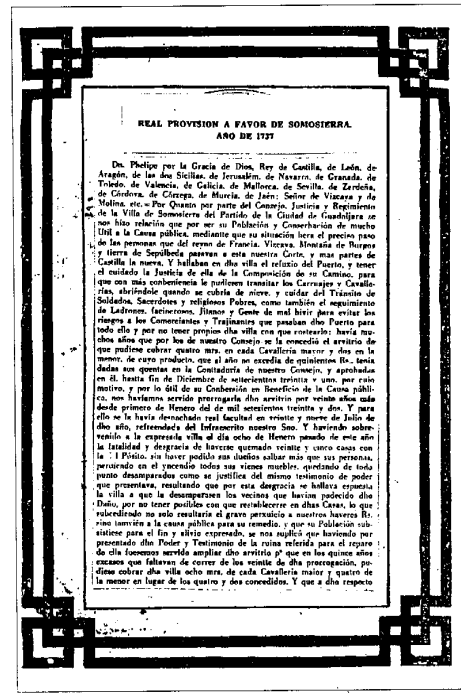 REAL PROVISION A FAVOR DE SOMOSIERRA.
AÑO DE 1737
Dn. Phelipe por la Gracia de Dios, Rey de Castilla, de León, de
Aragón, de las dos Sicilias, de Jerusalém, de Navarra, de Granada, de
Toledo, de Valencia, de Galicia, de Mallorca, de Sevilla, de Zerdeña,
de Córdova, de Córzega, de Murcia, de Jaén; Señor de Vizcaya y de
Molina, etc. = Por Quanto por parte del Conzejo, Justicia y Regimiento
de la Villa de Somosierra del Partido de la Ciudad de Guadaljara se
nos hizo relación que por ser su Población y Conserbación de mucho
Util a la Causa pública, mediante que su situación hera el preciso paso
de las personas que del reyno de Francia, Vizcaya, Montaña de Burgos
y tierra de Sepúlbeda pasavan a esta nuestra Corte, y mas partes de
Castilla la nueva. Y hallaban en dha villa el refuxio del Puerto, y tener
el cuidado la Justicia de ella de la Composición de su Camino, para
que con más conbeniencia le pudiesen transitar los Carruajes y Cavalle-
rías, abriéndole quando se cubría de nieve, y cuidar del Tránsito de
Soldados, Sacerdotes y religiosos Pobres, como también el seguimiento
de Ladrones, facinerosos, Jitanos y Gente de mal bivir para evitar los
riesgos a los Comerciantes y Trajinantes que pasaban dho Puerto para
todo ello y por no tener propios dha villa con que costearlo: havía mu-
chos años que por los de nuestro Consejo se la concedió el arvitrio de
que pudiese cobrar quatro mrs. en cada Cavallería mayor y dos en la
menor, de cuyo producto, que al año no excedía de quinientos Rs., tenía
dadas sus quentas en la Contaduría de nuestro Consejo, y aprobadas
en él, hasta fin de Diciembre de setecientos treinta y uno, por cuio
motivo, y por lo útil de su Conbersión en Beneficio de la Causa públi-
ca, nos havíamos servido prorrogarla dho arvitrio por veinte años más
desde primero de Henero del de mil setezientos treinta y dos. Y para
ello se la havía despachado real facultad en veinte y nueve de Julio de
dho año, refrendada del Infraescrito nuestro Sno. Y haviendo sobre-
venido a la expresada villa el día ocho de Henero pasado de este año
la fatalidad y desgracia de haverse quemado veinte y cinco casas con
la Pósito, sin haver podido sus dueños salbar más que sus personas,
perdiendo en el yncendio todos sus vienes muebles, quedando de todo
punto desamparados como se justifica del mismo testimonio de poder
que presentava, resultando que por esta desgracia se hallava expuesta
la villa a que la desamparasen los vecinos que havían padecido dho
Daño, por no tener posibles con que restablecerre en dhas Casas, lo que
subcediendo no solo resultaría el grave perxuicio a nuestros haveres Rs.
sino tamvién a la causa pública para su remedio, y que su Población sub-
sistiese para el fin y alivio expresado, se nos suplicó que haviendo por
presentado dho Poder y Testimonio de la ruina referida para el reparo
de ella fuesemos servido ampliar dho arvitrio pª que en los quince años
escasos que faltavan de correr de los veinte de dha prorrogación, pu-
diese cobrar dha villa ocho mrs. de cada Cavallería maior y quatro de
la menor en lugar de los quatro y dos concedidos. Y que a dho respecto